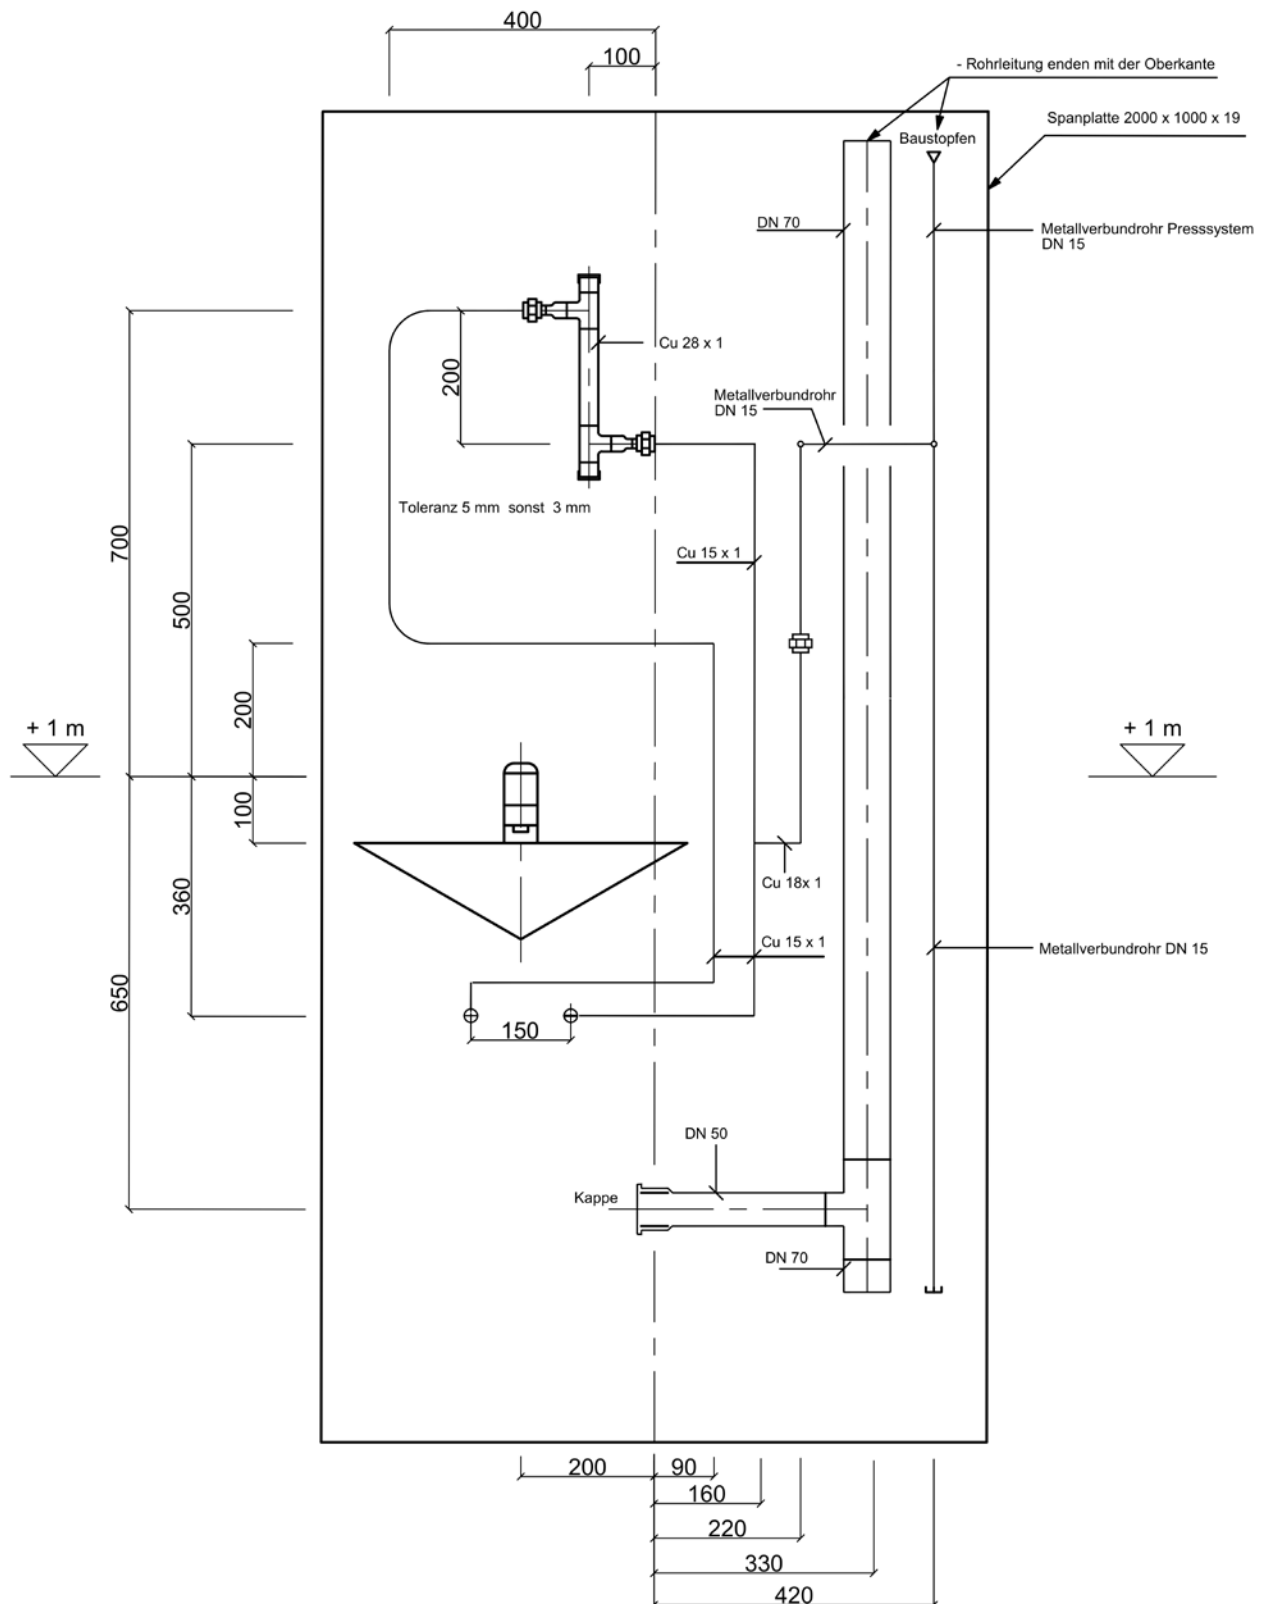 400
100
- Rohrleitung enden mit der Oberkante
Spanplatte 2000 x 1000 x 19
Baustopfen
DN 70
Metallverbundrohr Presssystem
DN 15
Cu 28 x 1
200
Metallverbundrohr
DN 15
Toleranz 5 mm sonst 3 mm
700
Cu 15 x 1
500
200
+ 1 m
+ 1 m
100
360
Cu 18x 1
Cu 15 x 1
Metallverbundrohr DN 15
650
150
DN 50
Kappe
DN 70
200
90
160
220
330
420